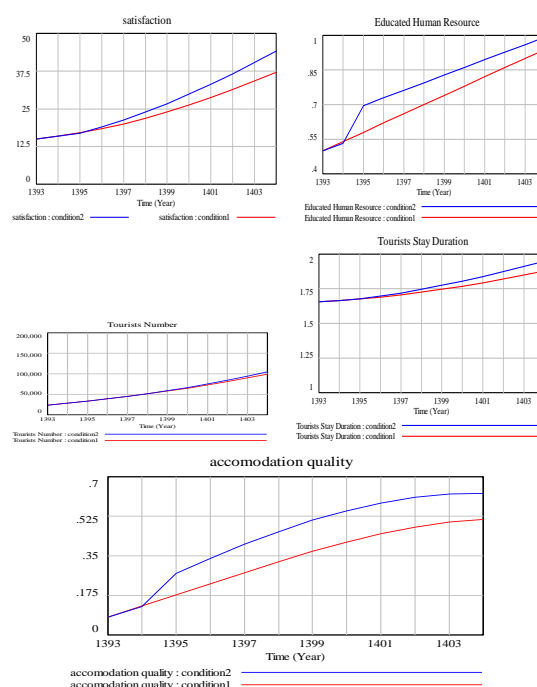 satisfaction
50
37.5
25
12.5
0
1393 1395 1397 1399 1401 1403
Time (Year)
satisfaction : condition2
satisfaction : condition1
Educated Human Resource
1
.85
.7
.55
.4
1393 1395 1397 1399 1401 1403
Time (Year)
Educated Human Resource : condition2
Educated Human Resource : condition1
Tourists Number
200,000
150,000
100,000
50,000
0
1393 1395 1397 1399 1401 1403
Time (Year)
Tourists Number : condition2
Tourists Number : condition1
Tourists Stay Duration
2
1.75
1.5
1.25
1
1393 1395 1397 1399 1401 1403
Time (Year)
Tourists Stay Duration : condition2
Tourists Stay Duration : condition1
accomodation quality
.7
.525
.35
.175
0
1393 1395 1397 1399 1401 1403
Time (Year)
accomodation quality : condition2
accomodation quality : condition1